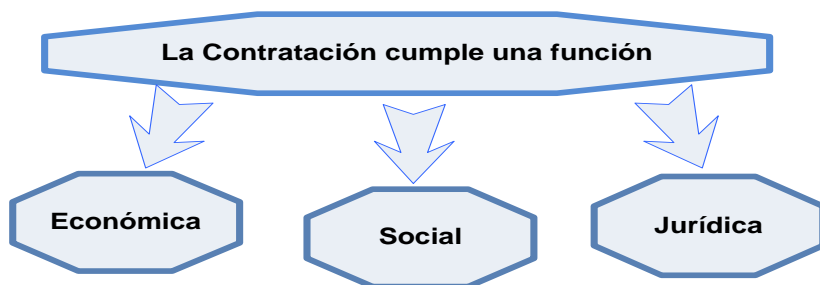 La Contratación cumple una función
Económica
Social
Jurídica